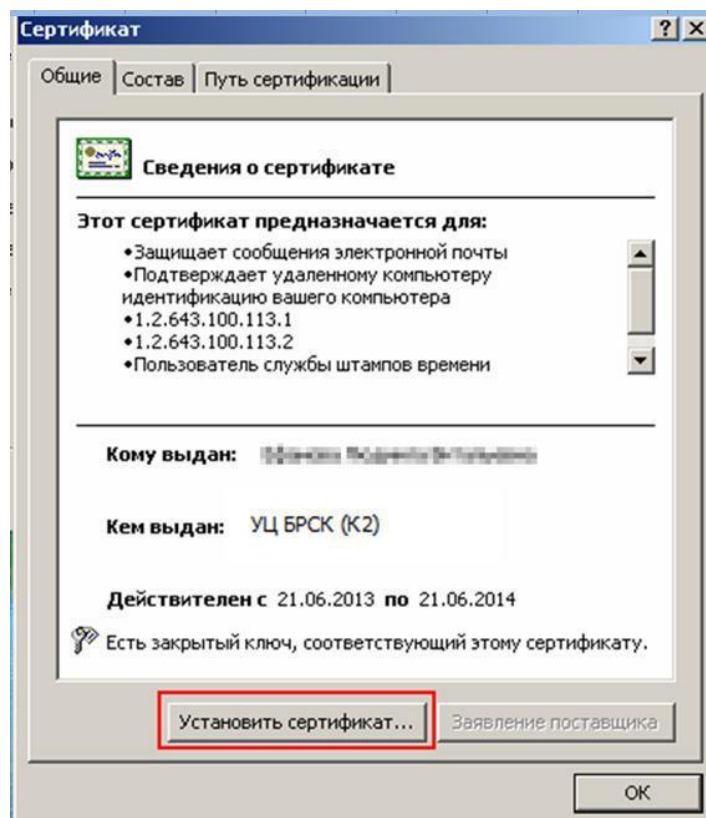 Сертификат
Общие Состав Путь сертификации
Сведения о сертификате
Этот сертификат предназначается для:
•Защищает сообщения электронной почты
•Подтверждает удаленному компьютеру
идентификацию вашего компьютера
•1.2.643.100.113.1
•1.2.643.100.113.2
•Пользователь службы штампов времени
Кому выдан:
Кем выдан: УЦ БРСК (К2)
Действителен с 21.06.2013 по 21.06.2014
Есть закрытый ключ, соответствующий этому сертификату.
Установить сертификат... Заявление поставщика
ОК